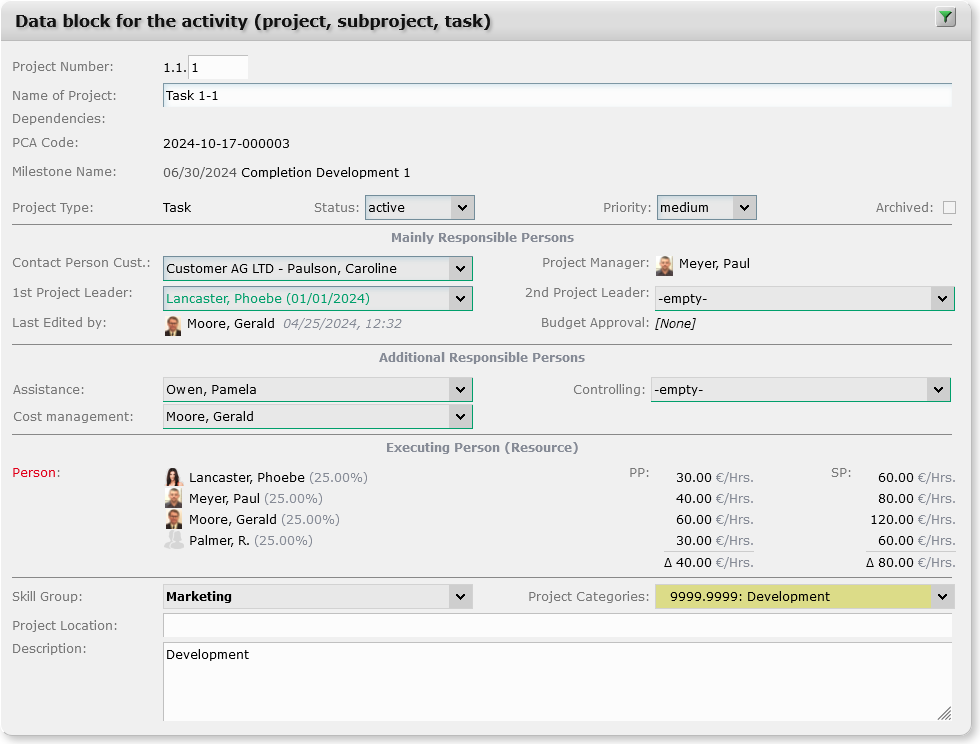 Data block for the activity (project, subproject, task)
Project Number: 1.1. 1
Name of Project: Task 1-1
Dependencies:
PCA Code: 2024-10-17-000003
Milestone Name: 06/30/2024 Completion Development 1
Project Type: Task Status: active Priority: medium Archived:
Mainly Responsible Persons
Contact Person Cust.: Customer AG LTD - Paulson, Caroline Project Manager: Meyer, Paul
1st Project Leader: Lancaster, Phoebe (01/01/2024) 2nd Project Leader: -empty-
Last Edited by: Moore, Gerald 04/25/2024, 12:32 Budget Approval: [None]
Additional Responsible Persons
Assistance: Owen, Pamela Controlling: -empty-
Cost management: Moore, Gerald
Executing Person (Resource)
Person: Lancaster, Phoebe (25.00%) PP: 30.00 €/Hrs. SP: 60.00 €/Hrs.
Meyer, Paul (25.00%) 40.00 €/Hrs. 80.00 €/Hrs.
Moore, Gerald (25.00%) 60.00 €/Hrs. 120.00 €/Hrs.
Palmer, R. (25.00%) 30.00 €/Hrs. 60.00 €/Hrs.
Δ 40.00 €/Hrs. Δ 80.00 €/Hrs.
Skill Group: Marketing Project Categories: 9999.9999: Development
Project Location:
Description: Development